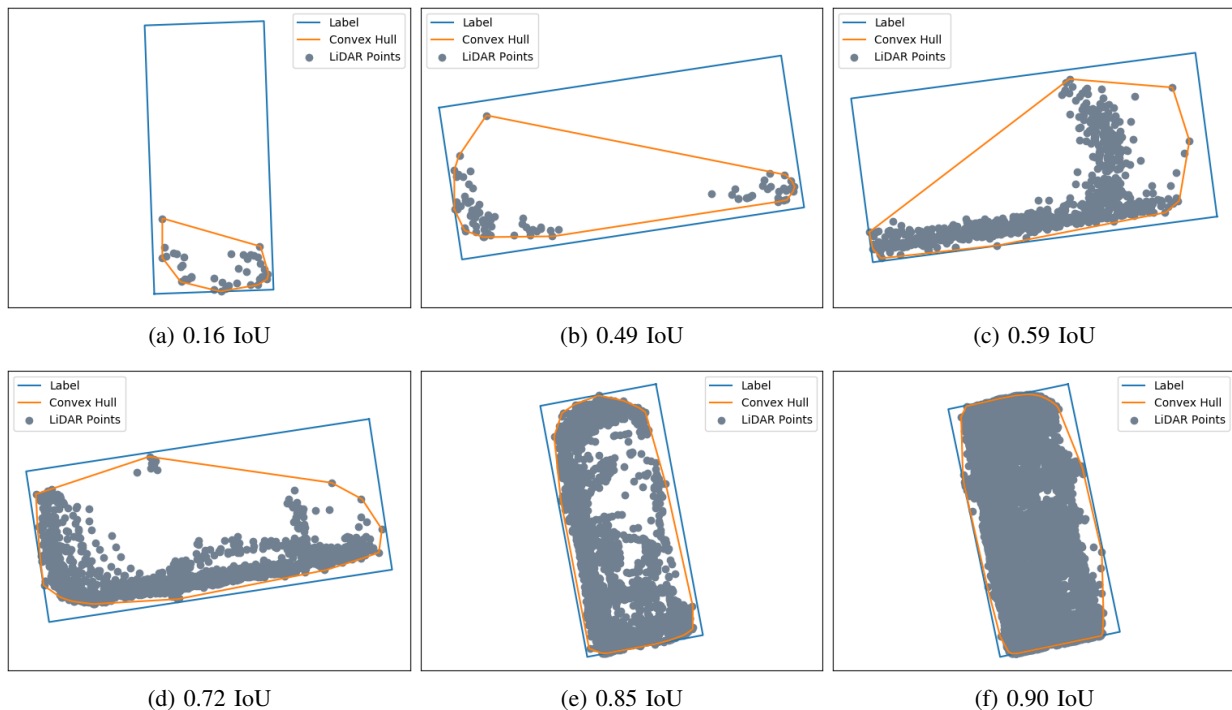 Label
Convex Hull
LiDAR Points
Label
Convex Hull
LiDAR Points
Label
Convex Hull
LiDAR Points
(a) 0.16 IoU
(b) 0.49 IoU
(c) 0.59 IoU
Label
Convex Hull
LiDAR Points
Label
Convex Hull
LiDAR Points
Label
Convex Hull
LiDAR Points
(d) 0.72 IoU
(e) 0.85 IoU
(f) 0.90 IoU